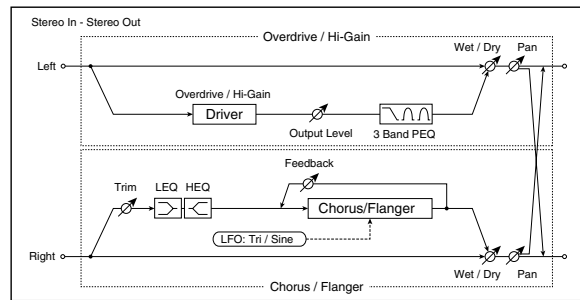 Stereo In - Stereo Out
Overdrive / Hi-Gain
Wet / Dry
Pan
Left
Overdrive / Hi-Gain
Driver
Output Level
3 Band PEQ
Feedback
Trim
LEQ
HEQ
Chorus/Flanger
LFO: Tri / Sine
Right
Wet / Dry
Pan
Chorus / Flanger